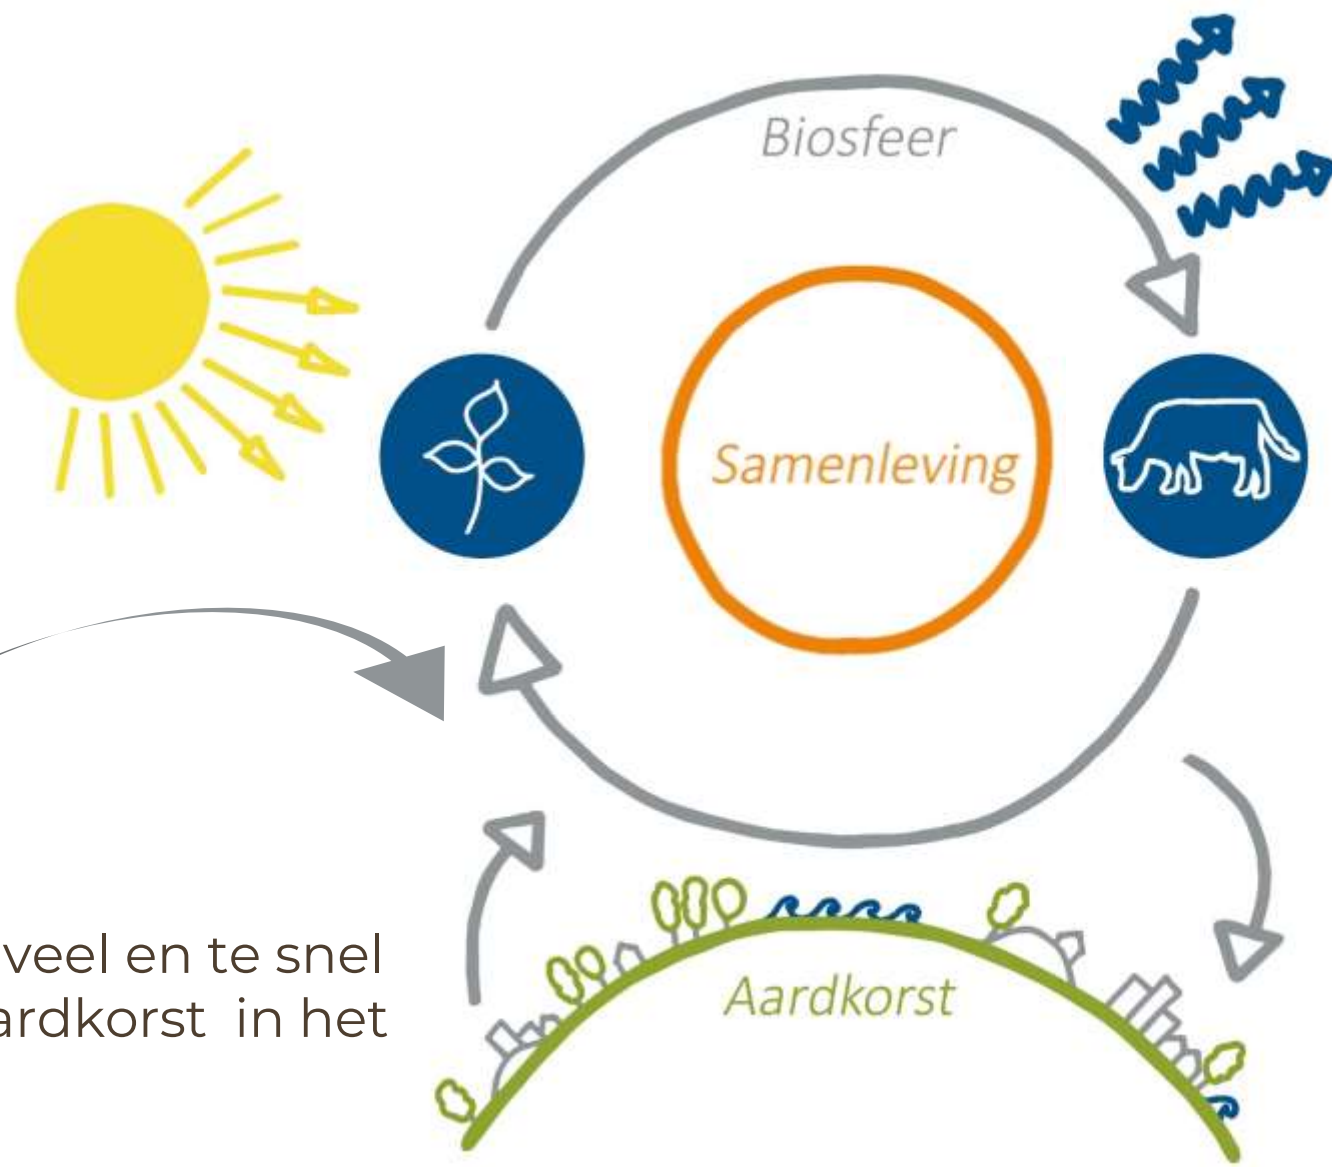 Biosfeer
Samenleving
veel en te snel
Aardkorst
ardkorst in het